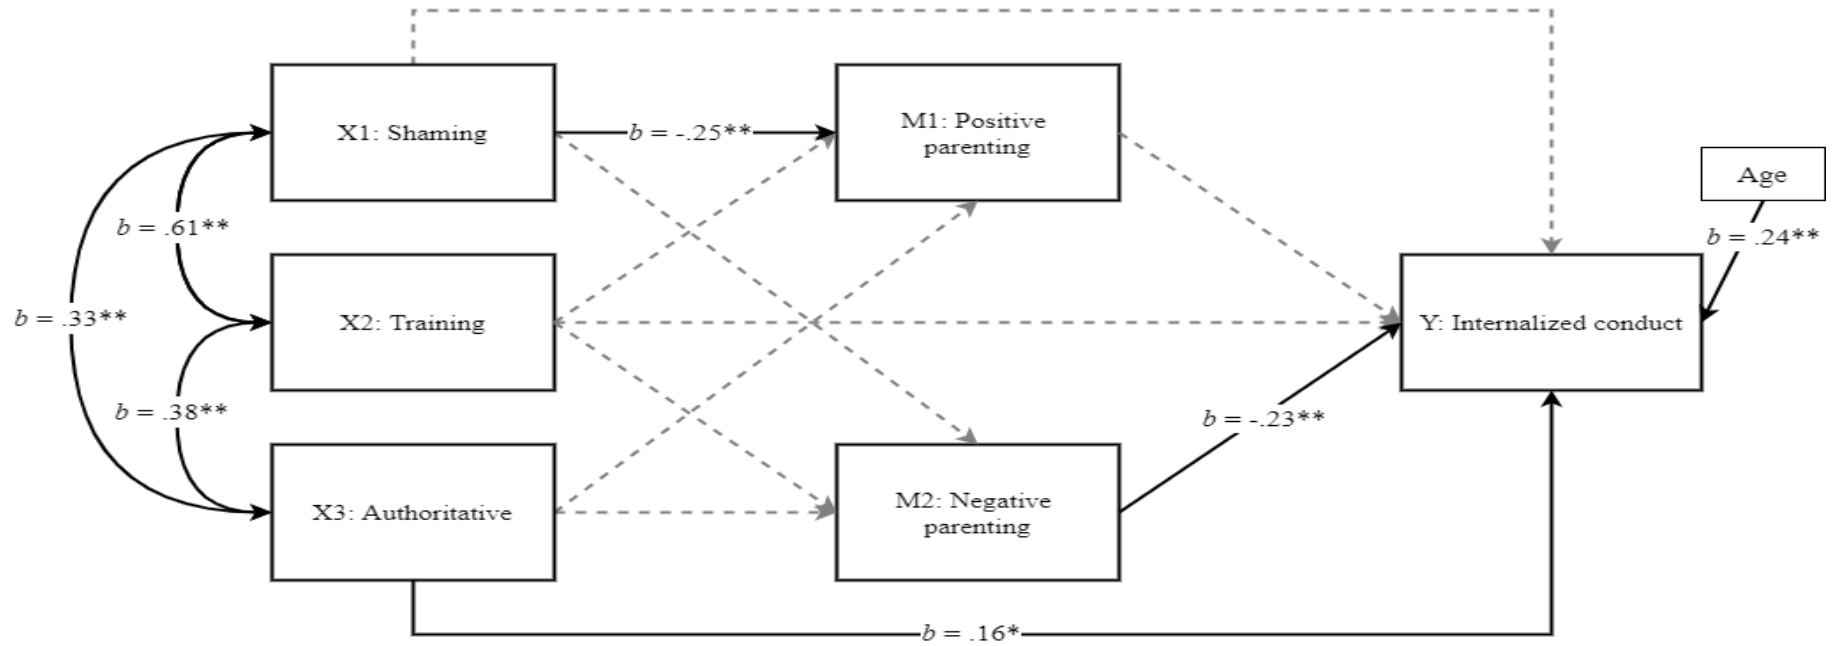 X1: Shaming
b = -.25**
M1: Positive
parenting
Age
b = .61**
b = .24**
b = .33**
X2: Training
Y: Internalized conduct
b = .38**
b = -.23**
X3: Authoritative
M2: Negative
parenting
b = .16*